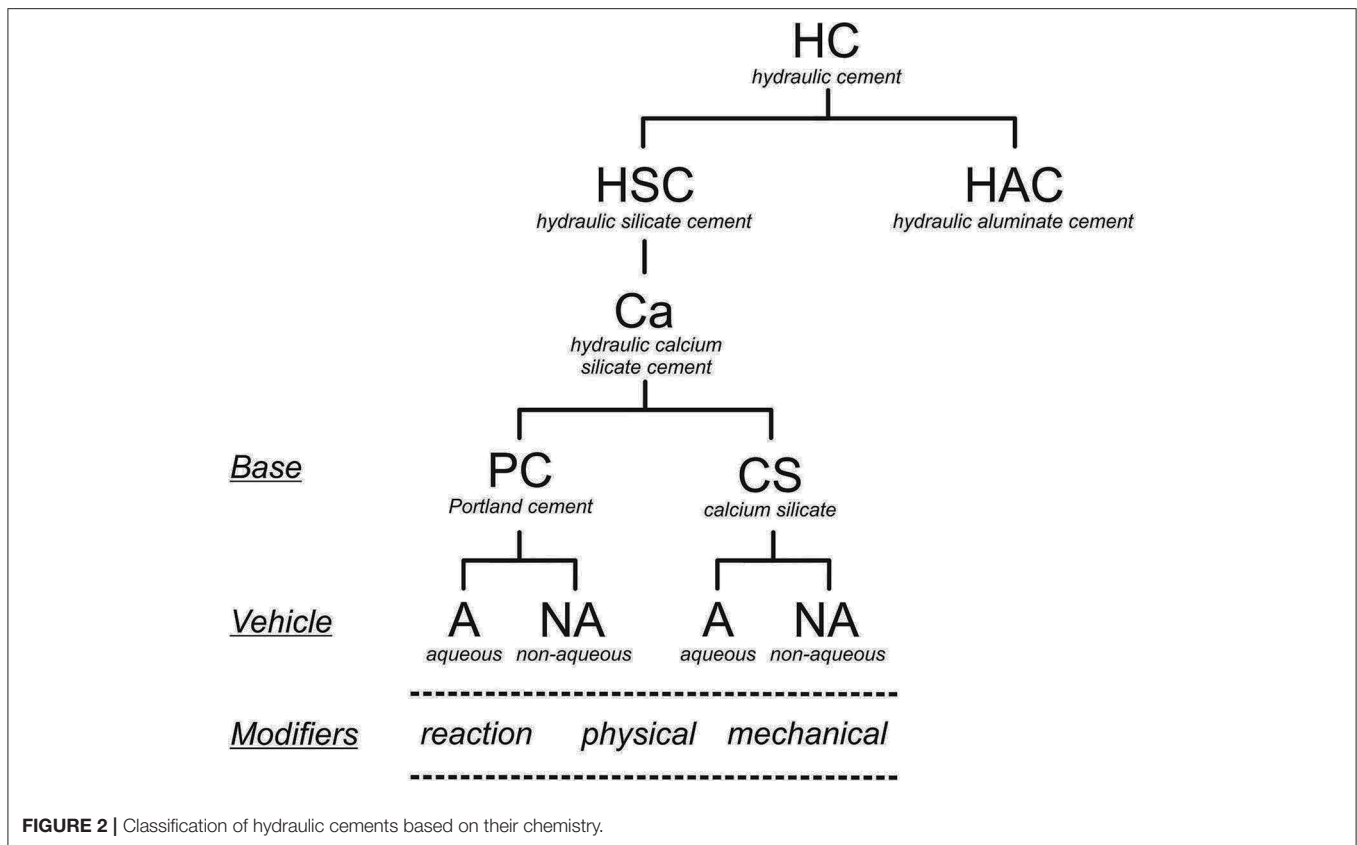 HC
hydraulic cement
HSC HAC
hydraulic silicate cement hydraulic aluminate cement
Ca
hydraulic calcium
silicate cement
Base PC CS
Portland cement calcium silicate
Vehicle A NA A NA
aqueous non-aqueous aqueous non-aqueous
Modifiers reaction physical mechanical
FIGURE 2 | Classification of hydraulic cements based on their chemistry.